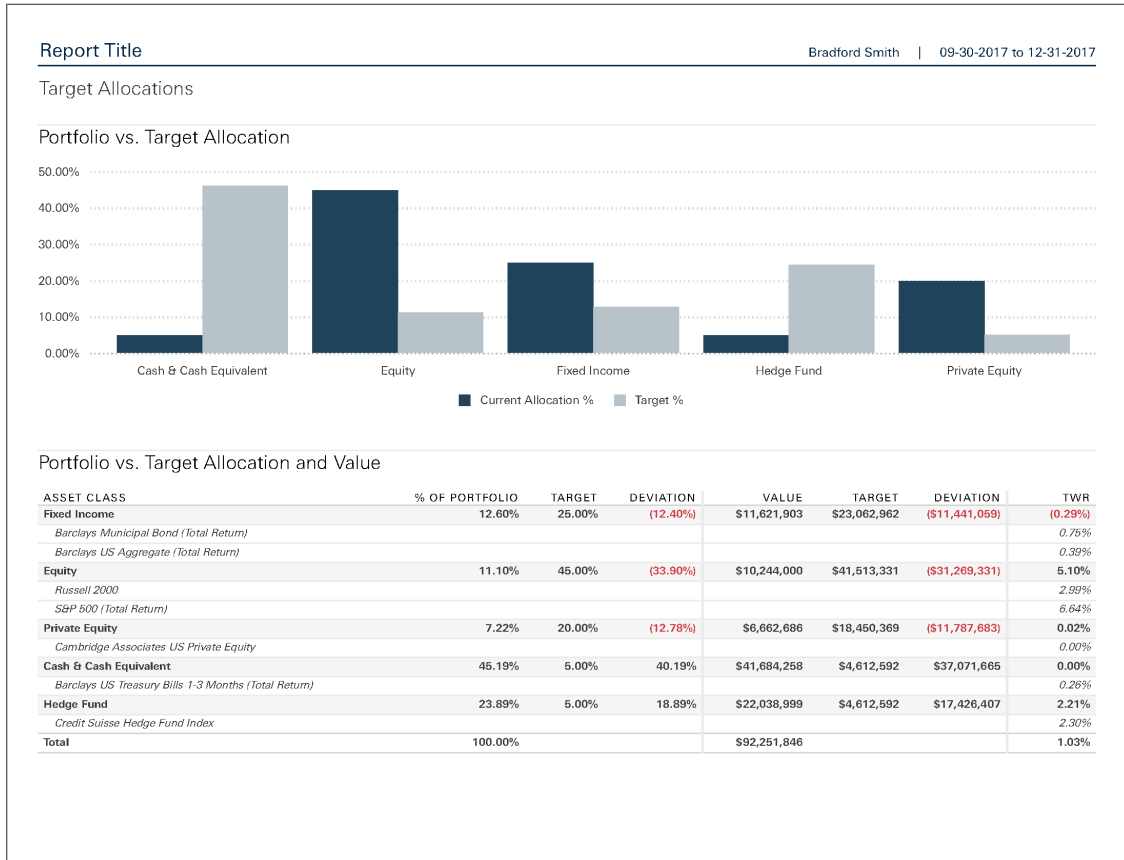 Report Title
Bradford Smith | 09-30-2017 to 12-31-2017
Target Allocations
Portfolio vs. Target Allocation
50.00%
40.00%
30.00%
20.00%
10.00%
0.00%
Cash & Cash Equivalent Equity Fixed Income Hedge Fund Private Equity
Current Allocation % Target %
Portfolio vs. Target Allocation and Value
ASSET CLASS % OF PORTFOLIO TARGET DEVIATION VALUE TARGET DEVIATION TWR
Fixed Income 12.60% 25.00% (12.40%) $11,621,903 $23,062,962 ($11,441,059) (0.29%)
Barclays Municipal Bond (Total Return) 0.75%
Barclays US Aggregate (Total Return) 0.39%
Equity 11.10% 45.00% (33.90%) $10,244,000 $41,513,331 ($31,269,331) 5.10%
Russell 2000 2.99%
S&P 500 (Total Return) 6.64%
Private Equity 7.22% 20.00% (12.78%) $6,662,686 $18,450,369 ($11,787,683) 0.02%
Cambridge Associates US Private Equity 0.00%
Cash & Cash Equivalent 45.19% 5.00% 40.19% $41,684,258 $4,612,592 $37,071,665 0.00%
Barclays US Treasury Bills 1-3 Months (Total Return) 0.26%
Hedge Fund 23.89% 5.00% 18.89% $22,038,999 $4,612,592 $17,426,407 2.21%
Credit Suisse Hedge Fund Index 2.30%
Total 100.00% $92,251,846 1.03%